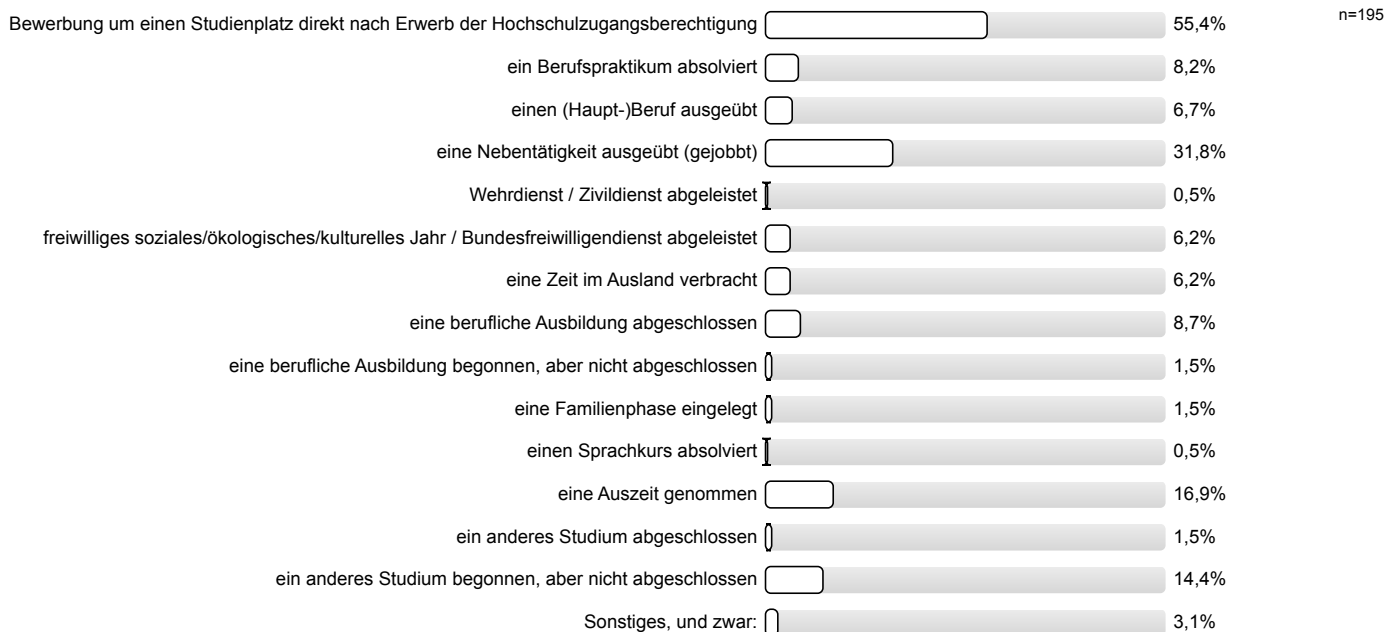 Bewerbung um einen Studienplatz direkt nach Erwerb der Hochschulzugangsberechtigung 55,4% n=195
ein Berufspraktikum absolviert 8,2%
einen (Haupt-)Beruf ausgeübt 6,7%
eine Nebentätigkeit ausgeübt (gejobbt) 31,8%
Wehrdienst / Zivildienst abgeleistet 0,5%
freiwilliges soziales/ökologisches/kulturelles Jahr / Bundesfreiwilligendienst abgeleistet 6,2%
eine Zeit im Ausland verbracht 6,2%
eine berufliche Ausbildung abgeschlossen 8,7%
eine berufliche Ausbildung begonnen, aber nicht abgeschlossen 1,5%
eine Familienphase eingelegt 1,5%
einen Sprachkurs absolviert 0,5%
eine Auszeit genommen 16,9%
ein anderes Studium abgeschlossen 1,5%
ein anderes Studium begonnen, aber nicht abgeschlossen 14,4%
Sonstiges, und zwar: 3,1%